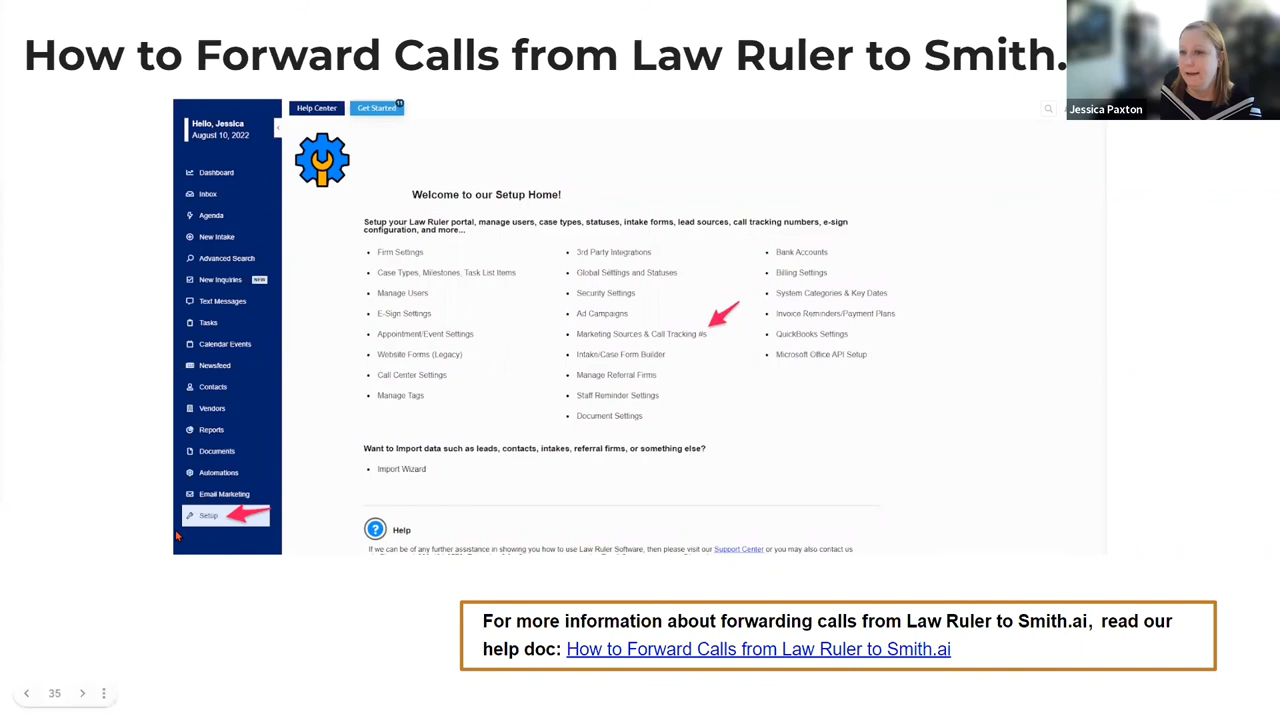 How to Forward Calls from Law Ruler to Smith.
Jessica Paxton
Hello, Jessica
August 10, 2022
Help Center
Get Started
11
Dashboard
Inbox
Agenda
New Intake
Advanced Search
New Inquiries NEW
Text Messages
Tasks
Calendar Events
Newsfeed
Contacts
Vendors
Reports
Documents
Automations
Email Marketing
Setup
Welcome to our Setup Home!
Setup your Law Ruler portal, manage users, case types, statuses, intake forms, lead sources, call tracking numbers, e-sign
configuration, and more...
Firm Settings
Case Types, Milestones, Task List Items
Manage Users
E-Sign Settings
Appointment/Event Settings
Website Forms (Legacy)
Call Center Settings
Manage Tags
3rd Party Integrations
Global Settings and Statuses
Security Settings
Ad Campaigns
Marketing Sources & Call Tracking #s
Intake/Case Form Builder
Manage Referral Firms
Staff Reminder Settings
Document Settings
Bank Accounts
Billing Settings
System Categories & Key Dates
Invoice Reminders/Payment Plans
QuickBooks Settings
Microsoft Office API Setup
Want to Import data such as leads, contacts, intakes, referral firms, or something else?
Import Wizard
Help
If we can be of any further assistance in showing you how to use Law Ruler Software, then please visit our Support Center or you may also contact us
For more information about forwarding calls from Law Ruler to Smith.ai, read our
help doc: How to Forward Calls from Law Ruler to Smith.ai
35